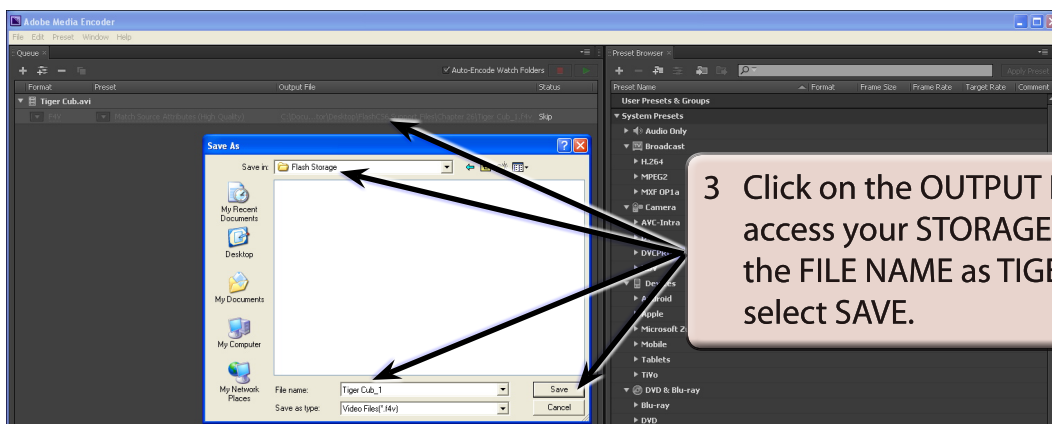 Adobe Media Encoder
File Edit Preset Window Help
Queue
Preset Browser
Auto-Encode Watch Folders
Apply Preset
Format Preset Output File Status
Preset Name Format Frame Size Frame Rate Target Rate Comment
Tiger Cub.avi
User Presets & Groups
F4V Match Source Attributes (High Quality) Skip
System Presets
Audio Only
Broadcast
H.264
MPEG2
MXF OP1a
Camera
AVC-Intra
Save As
Save in: Flash Storage
My Recent Documents
Desktop
My Documents
My Computer
My Network Places
File name: Tiger Cub_1 Save
Save as type: Video Files(*.f4v) Cancel
3 Click on the OUTPUT
access your STORAGE
the FILE NAME as
select SAVE.
Android
Apple
Microsoft
Mobile
Tablets
TiVo
DVD & Blu-ray
Blu-ray
DVD